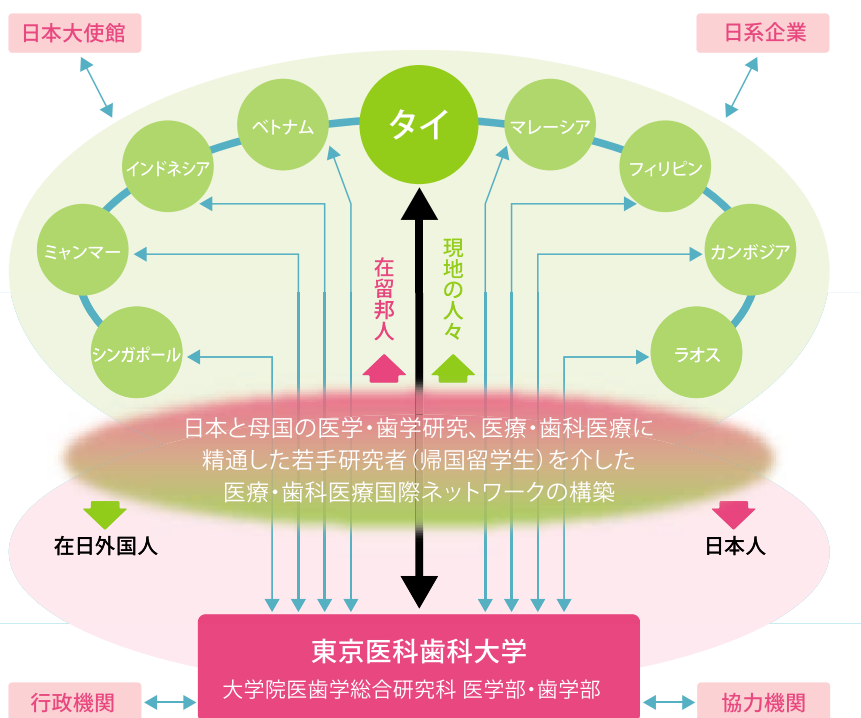 日本大使館
日系企業
タイ
ベトナム
マレーシア
インドネシア
フィリピン
ミャンマー
カンボジア
シンガポール
ラオス
在留邦人
現地の人々
日本と母国の医学・歯学研究、医療・歯科医療に
精通した若手研究者（帰国留学生）を介した
医療・歯科医療国際ネットワークの構築
在日外国人
日本人
東京医科歯科大学
大学院医歯学総合研究科 医学部・歯学部
行政機関
協力機関